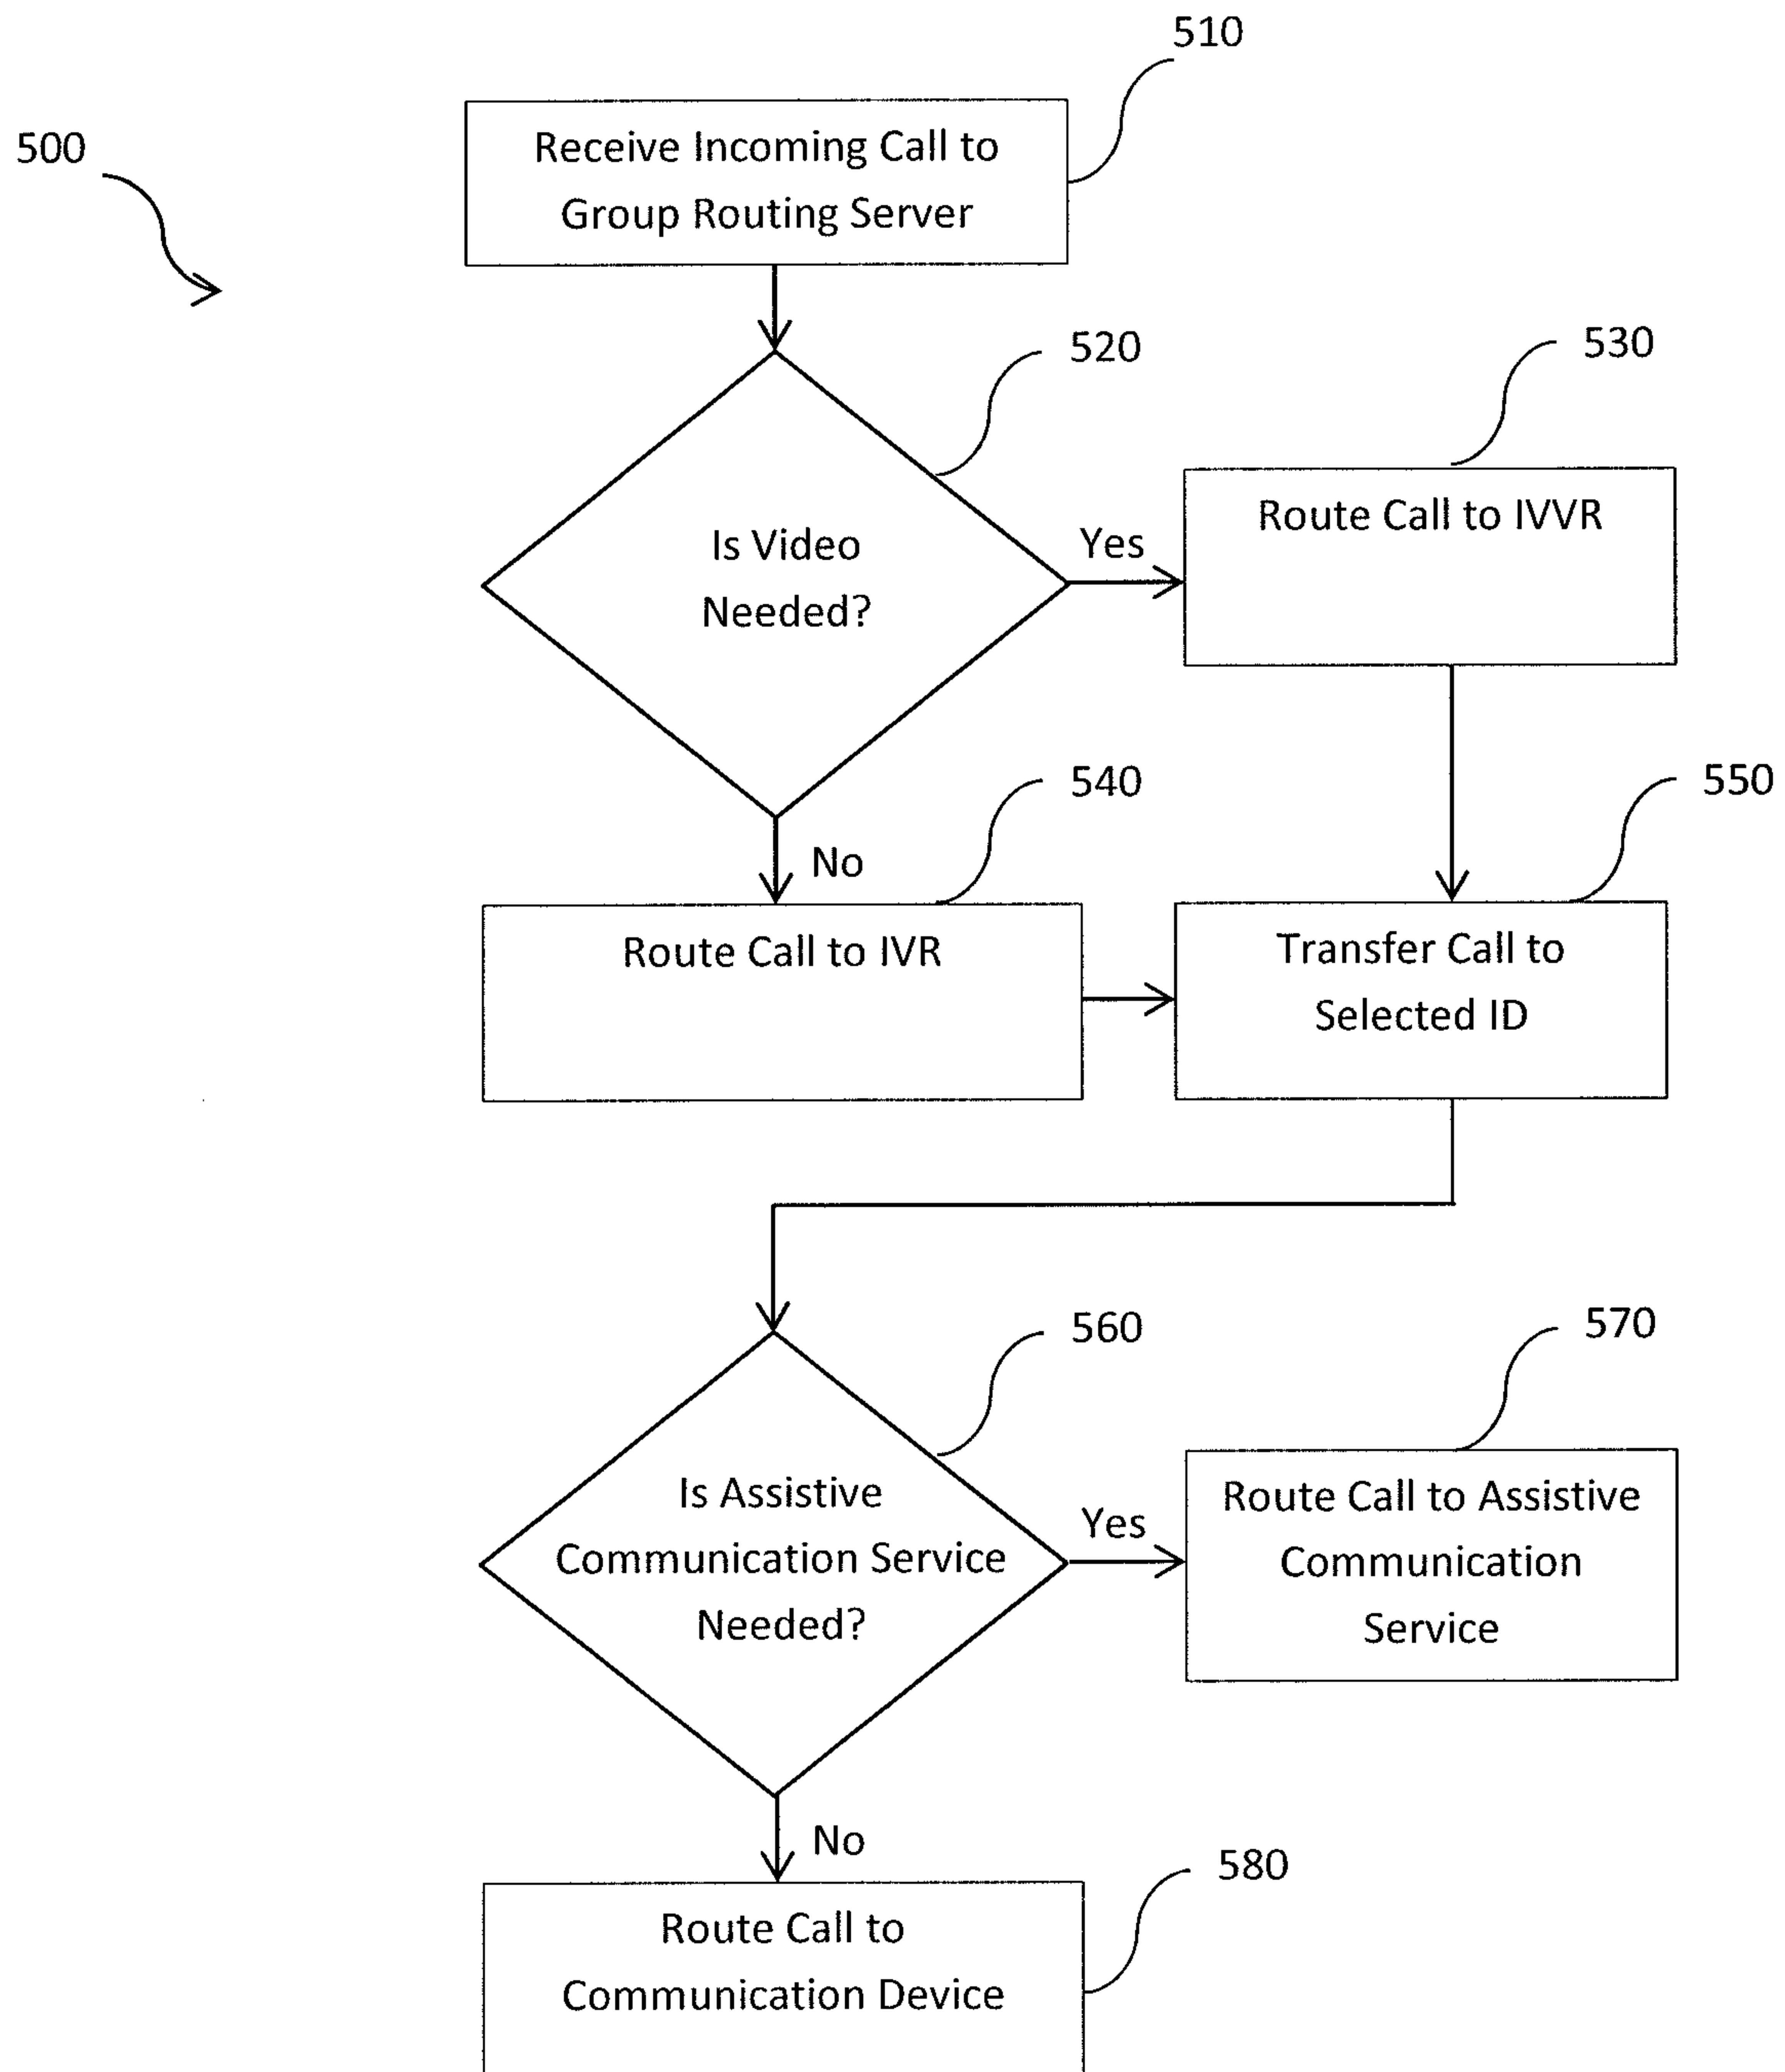 510
500
Receive Incoming Call to
Group Routing Server
520
530
Is Video
Needed?
Yes
Route Call to IVVR
No
540
550
Route Call to IVR
Transfer Call to
Selected ID
560
570
Is Assistive
Communication Service
Needed?
Yes
Route Call to Assistive
Communication
Service
No
580
Route Call to
Communication Device